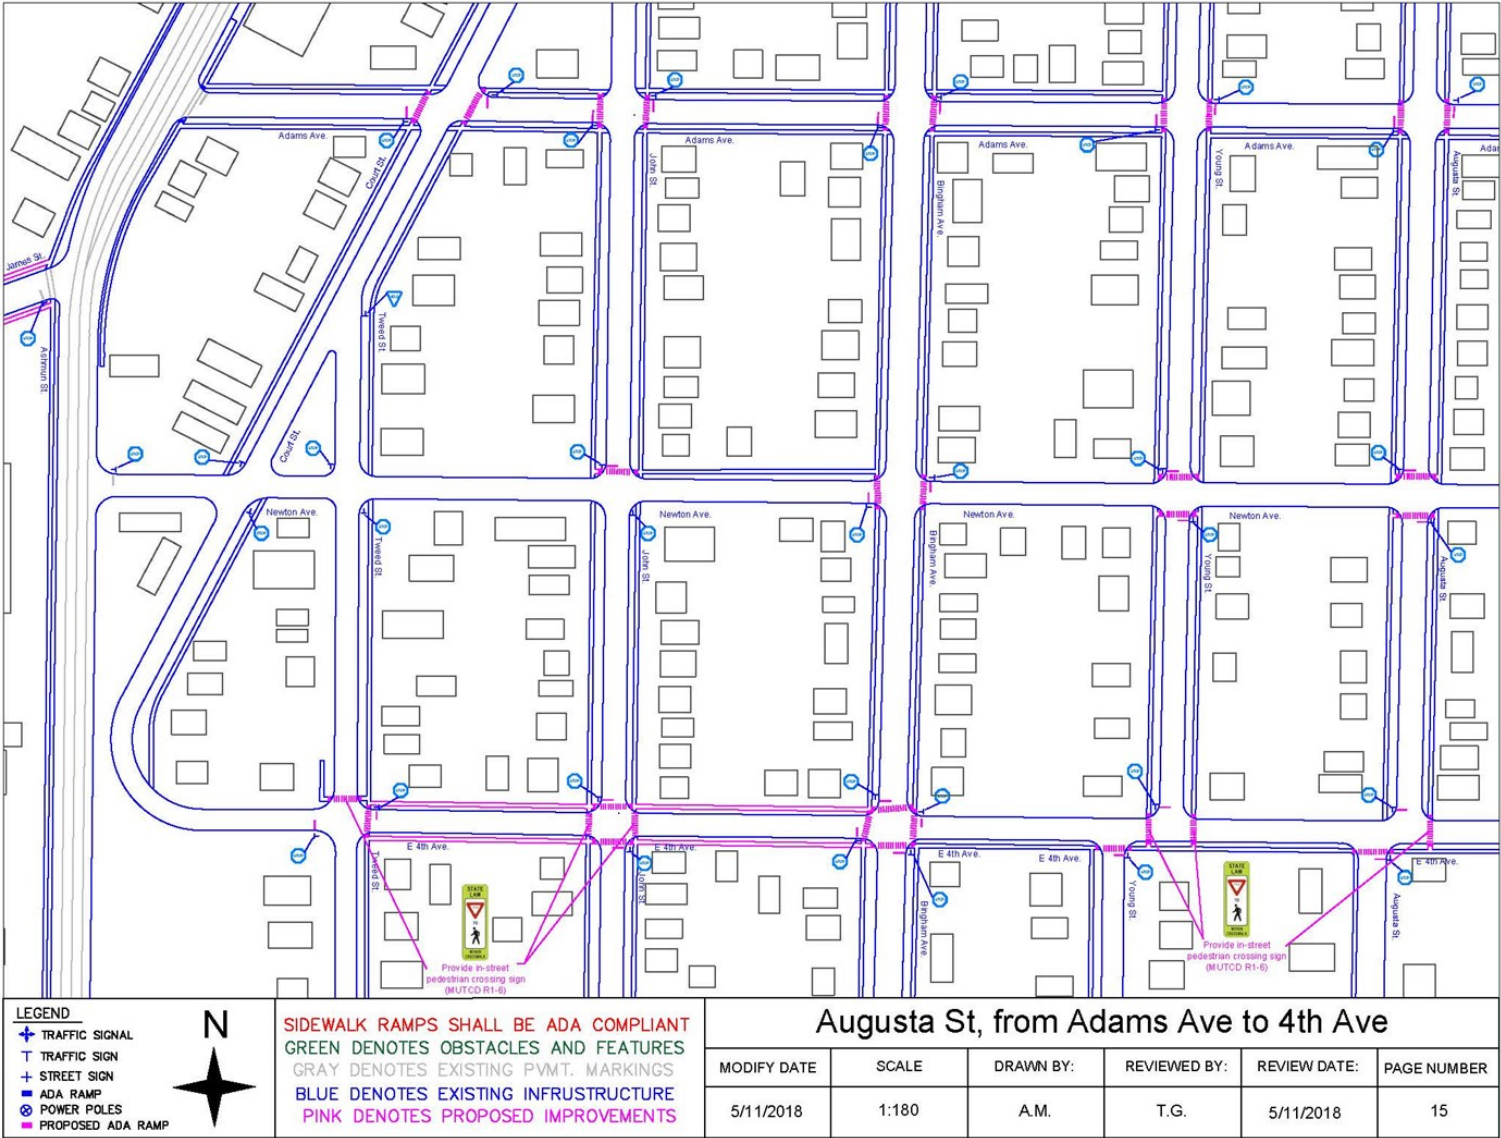 Adams Ave.
Adams Ave.
Adams Ave.
Adams Ave.
Court St.
John St.
Bingham Ave.
Young St.
Augusta St.
James St.
Tweed St.
Ashmun St.
Court St.
Newton Ave.
Newton Ave.
Newton Ave.
Newton Ave.
Tweed St.
John St.
Bingham Ave.
Young St.
Augusta St.
E 4th Ave.
E 4th Ave.
E 4th Ave.
E 4th Ave.
E 4th Ave.
Tweed St.
John St.
Bingham Ave.
Young St.
Augusta St.
STATE
LAW
STATE
LAW
Provide in-street
pedestrian crossing sign
(MUTCD R1-6)
Provide in-street
pedestrian crossing sign
(MUTCD R1-6)
LEGEND
TRAFFIC SIGNAL
TRAFFIC SIGN
STREET SIGN
ADA RAMP
POWER POLES
PROPOSED ADA RAMP
N
SIDEWALK RAMPS SHALL BE ADA COMPLIANT
GREEN DENOTES OBSTACLES AND FEATURES
GRAY DENOTES EXISTING PVMT. MARKINGS
BLUE DENOTES EXISTING INFRUSTRUCTURE
PINK DENOTES PROPOSED IMPROVEMENTS
Augusta St, from Adams Ave to 4th Ave
MODIFY DATE SCALE DRAWN BY: REVIEWED BY: REVIEW DATE: PAGE NUMBER
5/11/2018 1:180 A.M. T.G. 5/11/2018 15